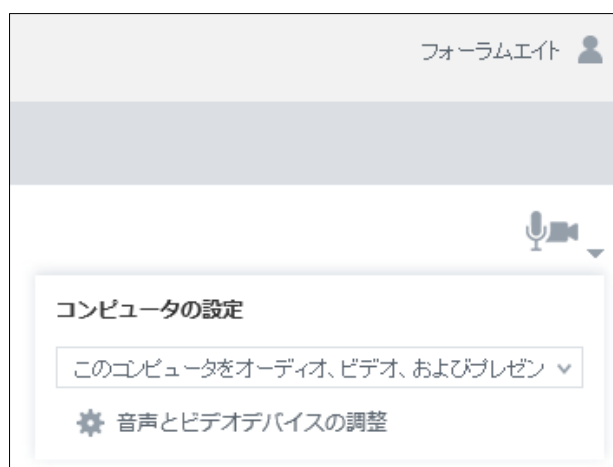 フォーラムエイト
コンピュータの設定
このコンピュータをオーディオ、ビデオ、およびプレゼン
音声とビデオデバイスの調整